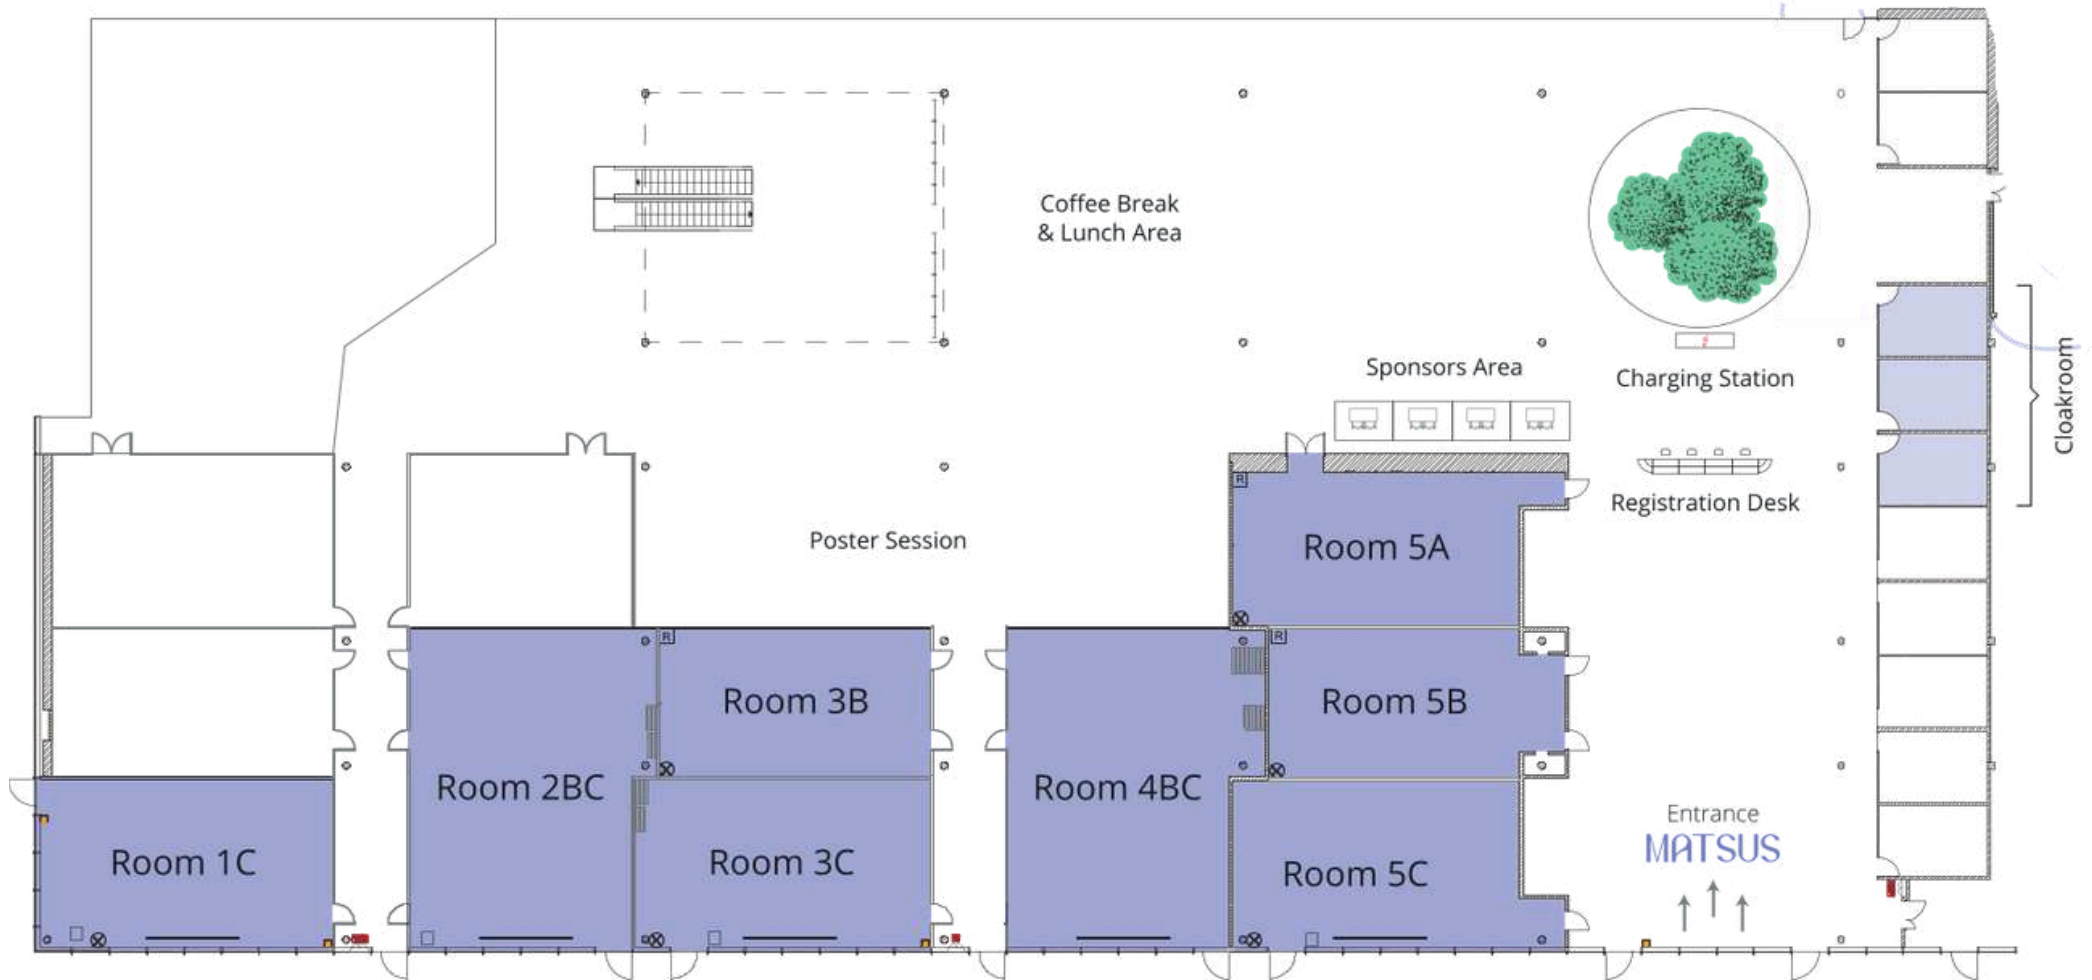 Coffee Break
& Lunch Area
Sponsors Area
Charging Station
Cloakroom
Registration Desk
Poster Session
R
Room 5A
R
R
Room 3B
Room 5B
Room 2BC
Room 4BC
Entrance
MATSUS
Room 1C
Room 3C
Room 5C